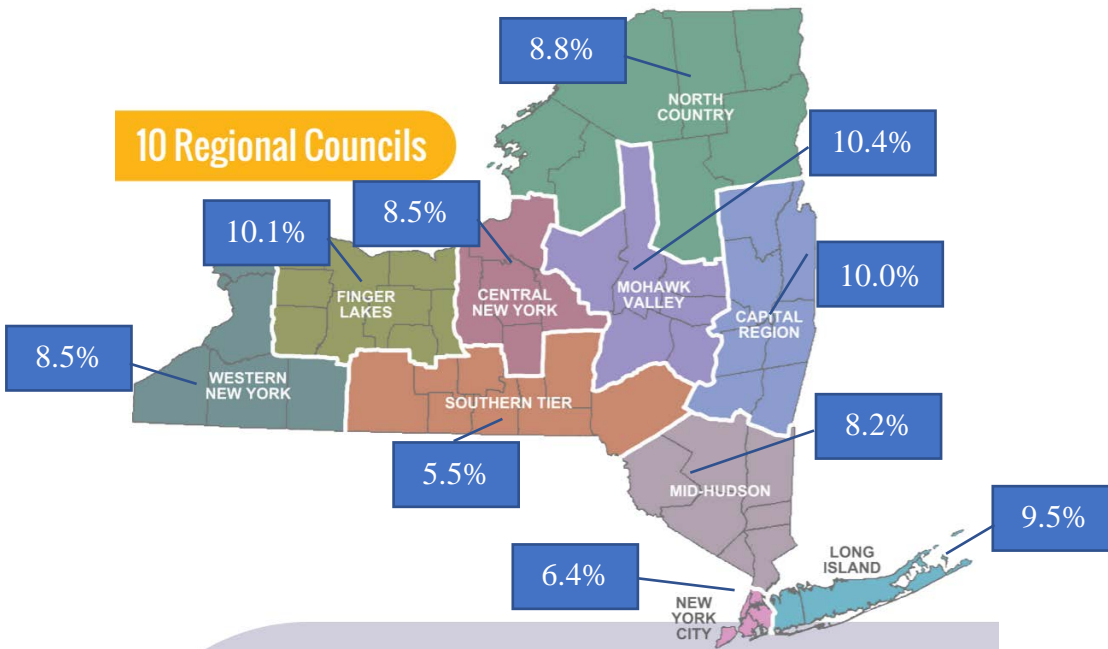 8.8%
NORTH
COUNTRY
10 Regional Councils
10.4%
8.5%
10.1%
MOHAWK
VALLEY
10.0%
FINGER
LAKES
CENTRAL
NEW YORK
CAPITAL
REGION
8.5%
WESTERN
NEW YORK
SOUTHERN TIER
8.2%
5.5%
MID-HUDSON
9.5%
LONG
ISLAND
6.4%
NEW
YORK
CITY